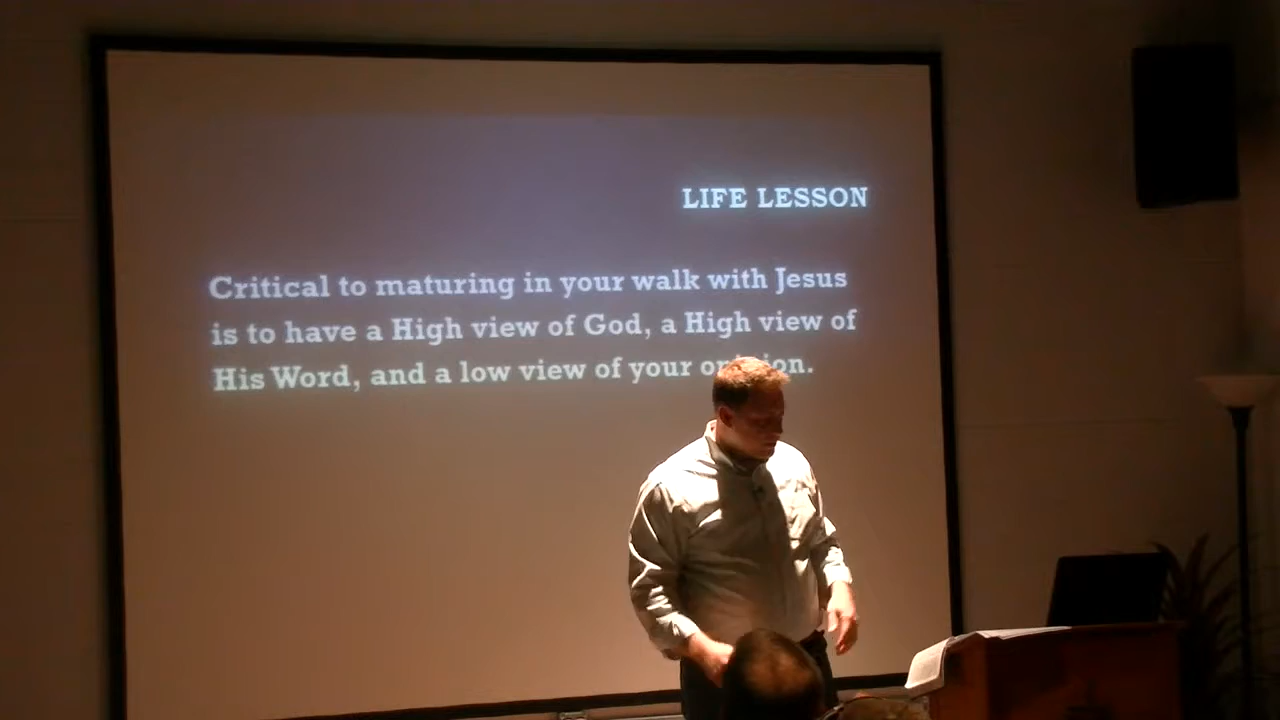 LIFE LESSON
Critical to maturing in your walk with Jesus
is to have a High view of God, a High view of
His Word, and a low view of your opinion.